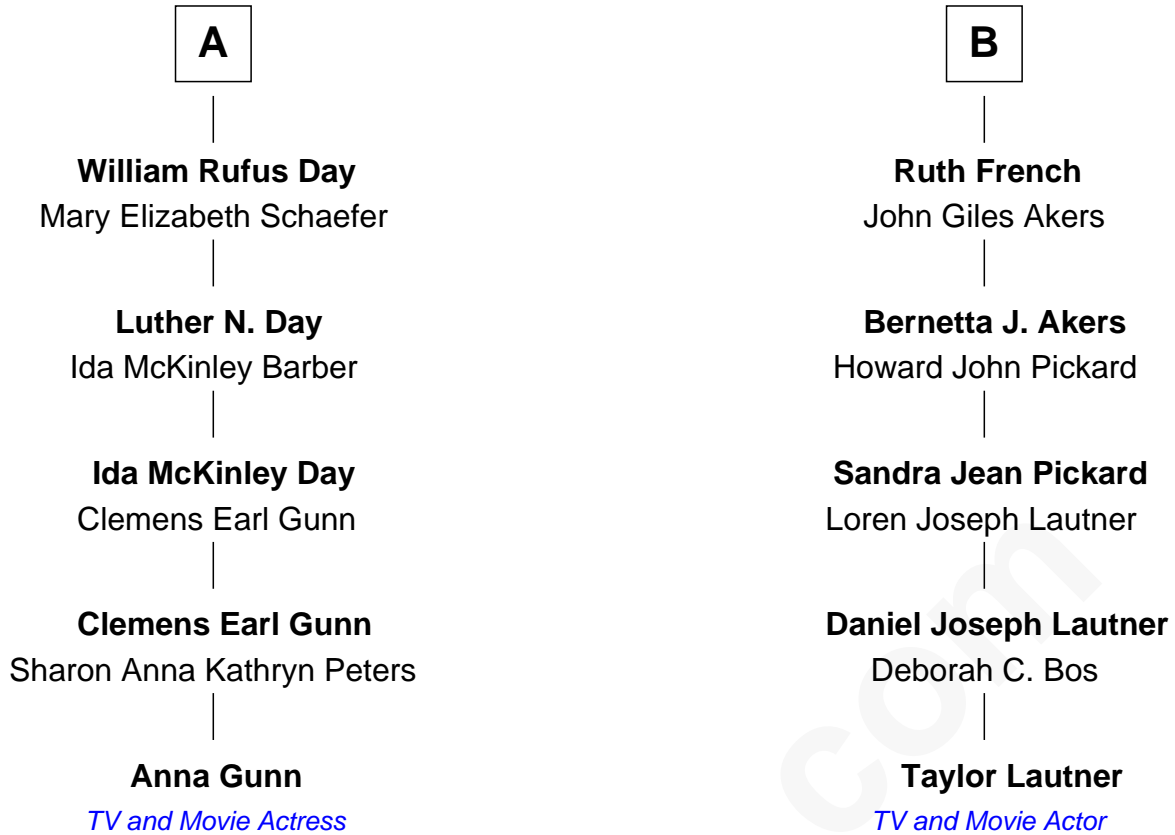 A
William Rufus Day
Mary Elizabeth Schaefer
Luther N. Day
Ida McKinley Barber
Ida McKinley Day
Clemens Earl Gunn
Clemens Earl Gunn
Sharon Anna Kathryn Peters
Anna Gunn
TV and Movie Actress
B
Ruth French
John Giles Akers
Bernetta J. Akers
Howard John Pickard
Sandra Jean Pickard
Loren Joseph Lautner
Daniel Joseph Lautner
Deborah C. Bos
Taylor Lautner
TV and Movie Actor
com